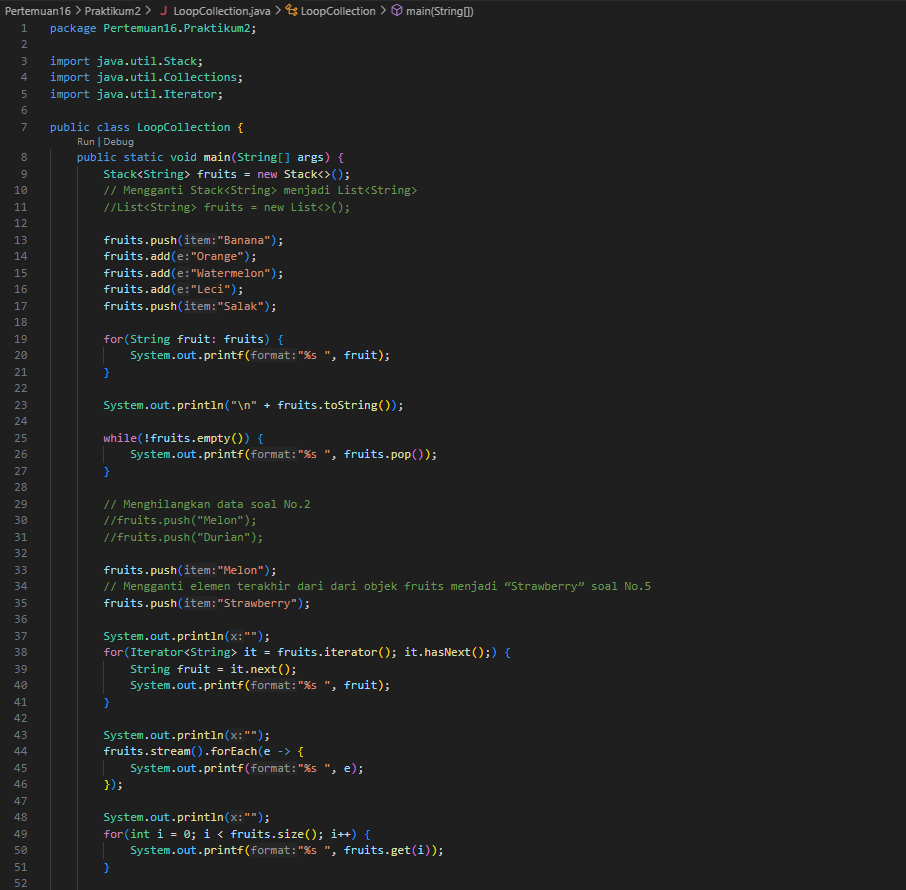 Pertemuan16 > Praktikum2 > J LoopCollection.java > LoopCollection > main(String[])
1 package Pertemuan16.Praktikum2;
2
3 import java.util.Stack;
4 import java.util.Collections;
5 import java.util.Iterator;
6
7 public class LoopCollection {
Run | Debug
8 public static void main(String[] args) {
9 Stack<String> fruits = new Stack<>();
10 // Mengganti Stack<String> menjadi List<String>
11 //List<String> fruits = new List<>();
12
13 fruits.push(item:"Banana");
14 fruits.add(e:"Orange");
15 fruits.add(e:"Watermelon");
16 fruits.add(e:"Leci");
17 fruits.push(item:"Salak");
18
19 for(String fruit: fruits) {
20 System.out.printf(format:"%s ", fruit);
21 }
22
23 System.out.println("\n" + fruits.toString());
24
25 while(!fruits.empty()) {
26 System.out.printf(format:"%s ", fruits.pop());
27 }
28
29 // Menghilangkan data soal No.2
30 //fruits.push("Melon");
31 //fruits.push("Durian");
32
33 fruits.push(item:"Melon");
34 // Mengganti elemen terakhir dari dari objek fruits menjadi “Strawberry” soal No.5
35 fruits.push(item:"Strawberry");
36
37 System.out.println(x:"");
38 for(Iterator<String> it = fruits.iterator(); it.hasNext();) {
39 String fruit = it.next();
40 System.out.printf(format:"%s ", fruit);
41 }
42
43 System.out.println(x:"");
44 fruits.stream().forEach(e -> {
45 System.out.printf(format:"%s ", e);
46 });
47
48 System.out.println(x:"");
49 for(int i = 0; i < fruits.size(); i++) {
50 System.out.printf(format:"%s ", fruits.get(i));
51 }
52